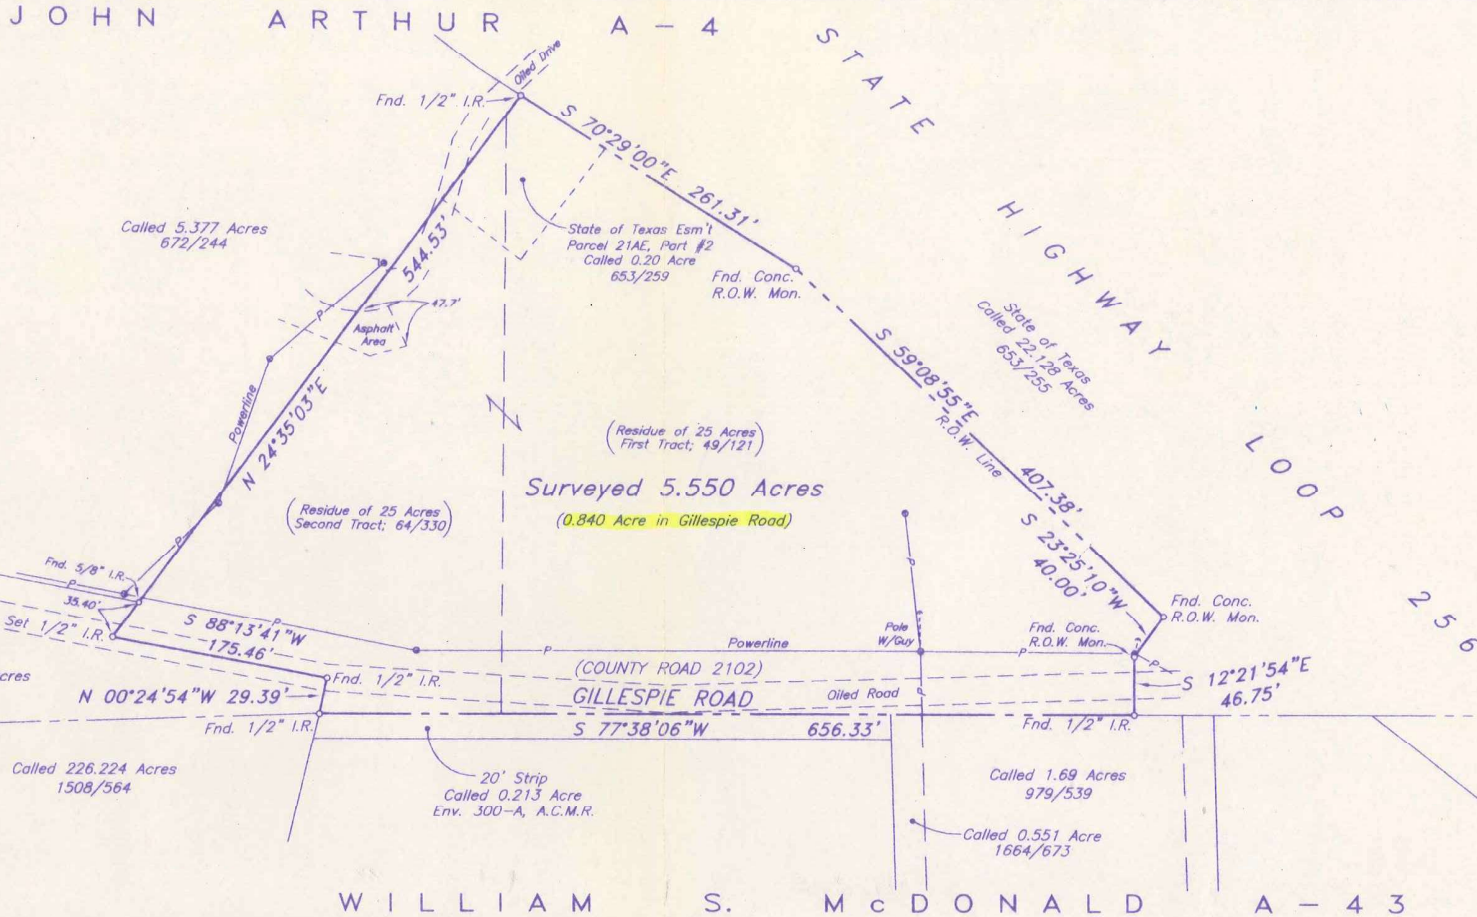 JOHN ARTHUR A-4
STATE
HIGHWAY
LOOP
256
Oiled Drive
Fnd. 1/2" I.R.
S 70°29'00"E 261.31'
Called 5.377 Acres
672/244
544.53'
State of Texas Esm't
Parcel 21AE, Part #2
Called 0.20 Acre
653/259
Fnd. Conc.
R.O.W. Mon.
47.7'
Asphalt
Area
P
State of Texas
Called 22.128 Acres
653/255
S 59°08'55"E
R.O.W. Line
407.38'
Powerline
N 24°35'03"E
(Residue of 25 Acres)
First Tract; 49/121
Surveyed 5.550 Acres
(0.840 Acre in Gillespie Road)
(Residue of 25 Acres)
Second Tract; 64/330
P
P
S 23°25'10"W
40.00'
Fnd. 5/8" I.R.
P
35.40'
Set 1/2" I.R.
S 88°13'41"W
175.46'
P
Fnd. Conc.
R.O.W. Mon.
Fnd. Conc.
R.O.W. Mon.
Pole
W/Guy
Powerline
P
P
P
(COUNTY ROAD 2102)
GILLESPIE ROAD
Oiled Road
P
S 12°21'54"E
46.75'
cres
Fnd. 1/2" I.R.
N 00°24'54"W 29.39'
Fnd. 1/2" I.R.
S 77°38'06"W 656.33'
Fnd. 1/2" I.R.
Called 226.224 Acres
1508/564
20' Strip
Called 0.213 Acre
Env. 300-A, A.C.M.R.
Called 1.69 Acres
979/539
Called 0.551 Acre
1664/673
WILLIAM S. McDONALD A-43